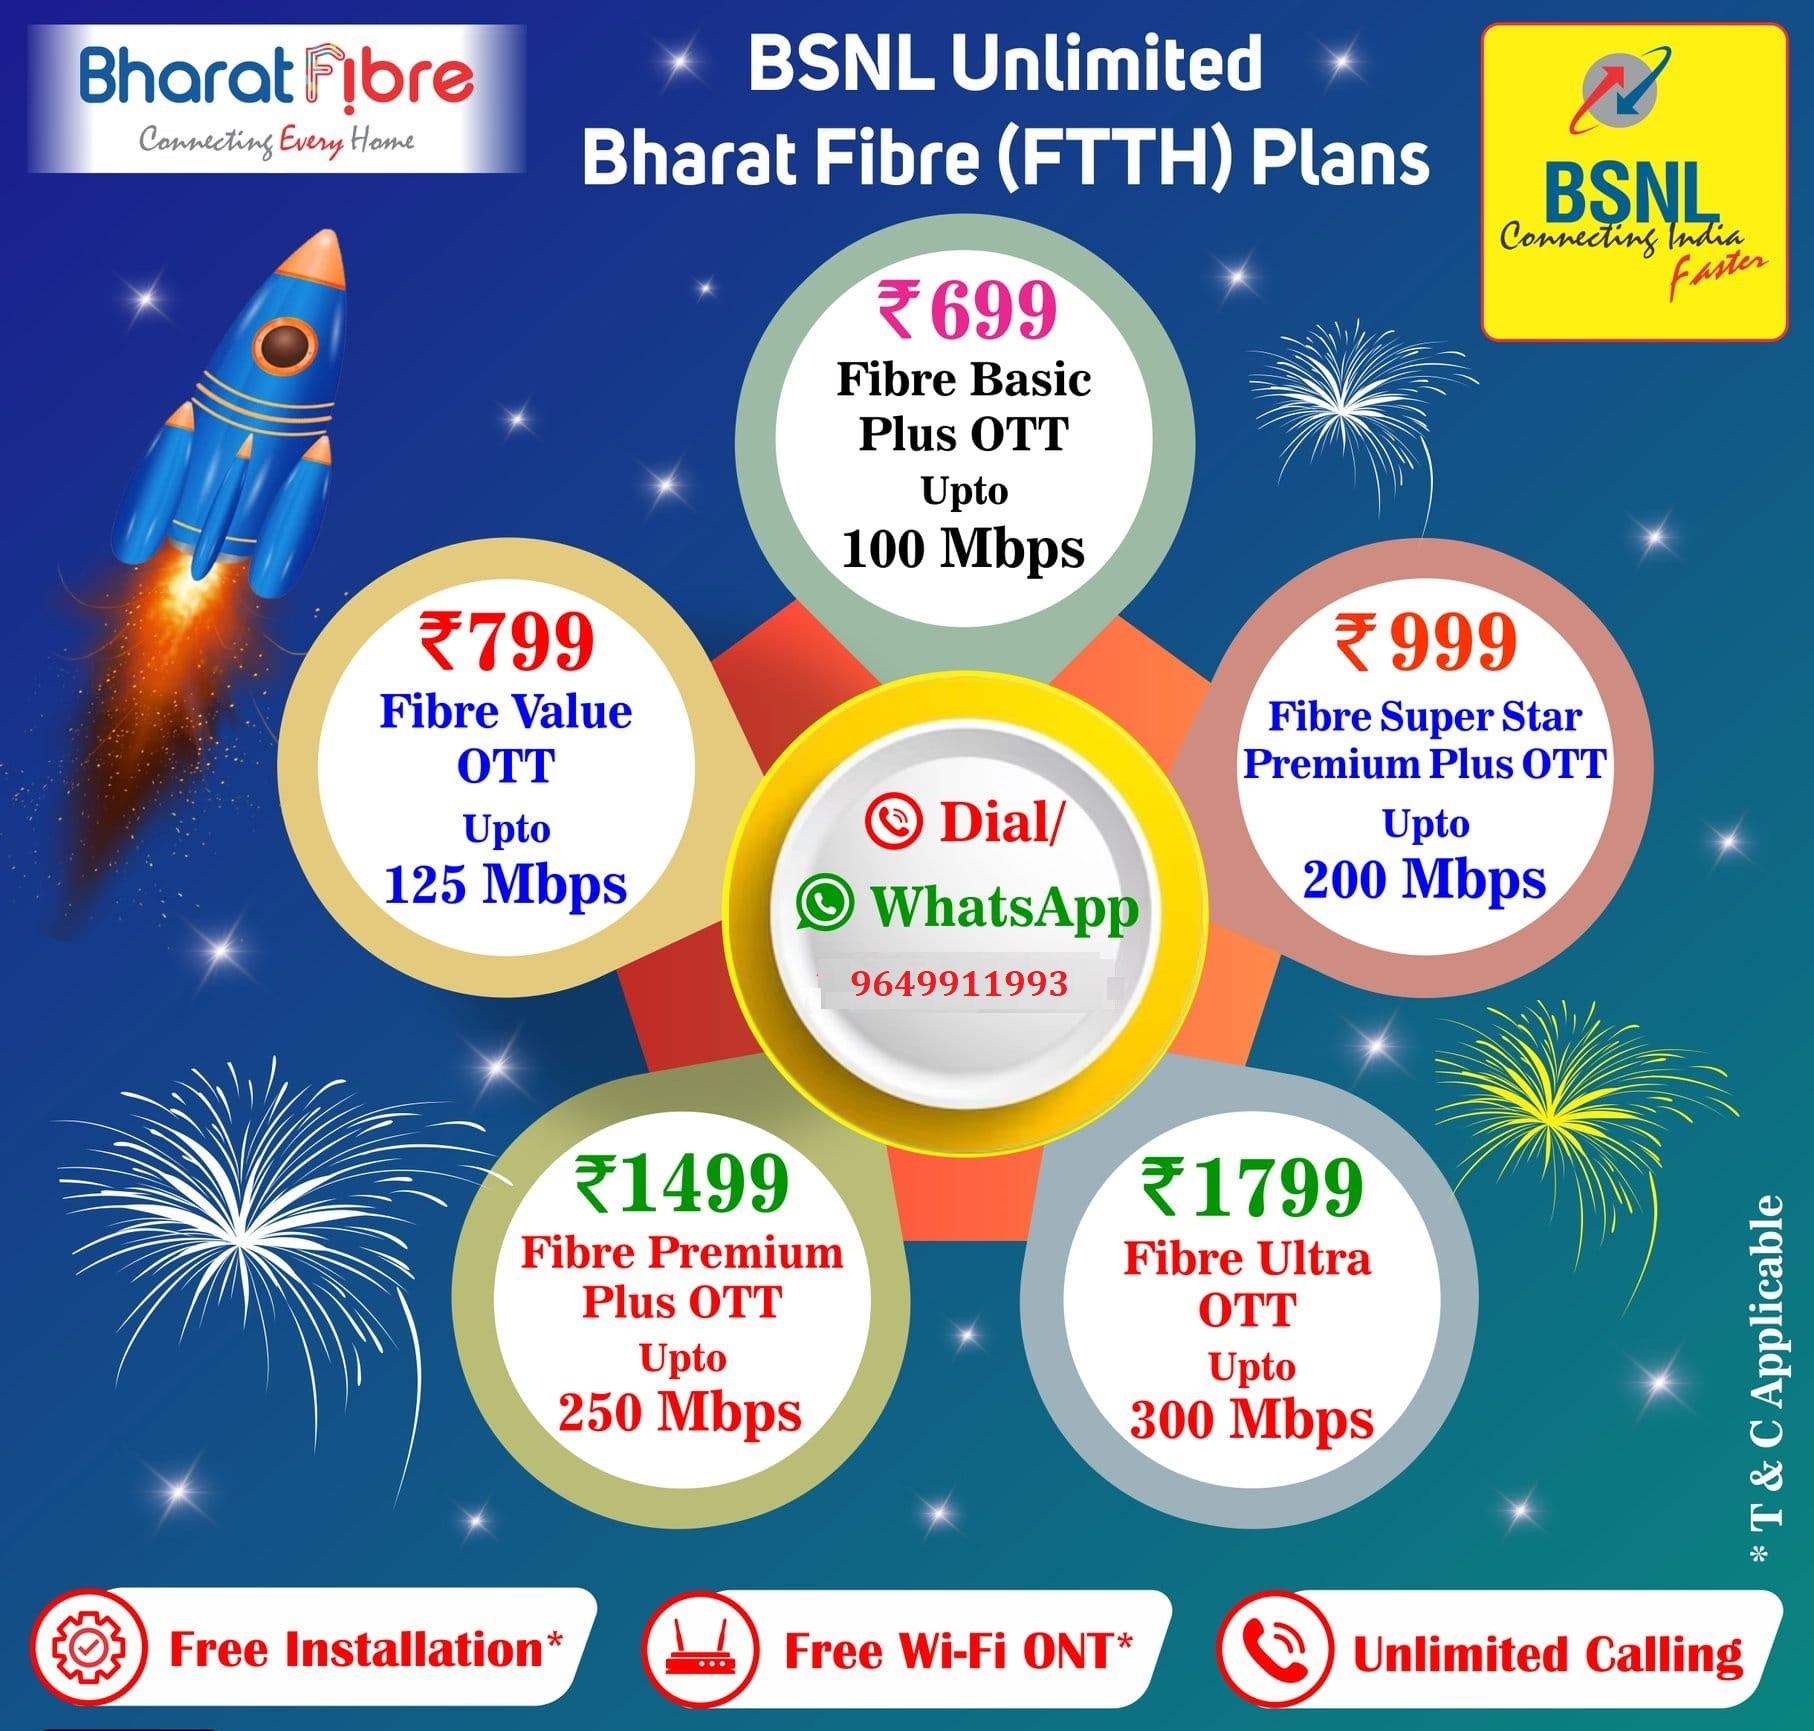 Bharat Fibre
Connecting Every Home
BSNL Unlimited
Bharat Fibre (FTTH) Plans
BSNL
Connecting India
Faster
₹699
Fibre Basic
Plus OTT
Upto
100 Mbps
₹799
Fibre Value
OTT
Upto
125 Mbps
₹999
Fibre Super Star
Premium Plus OTT
Upto
200 Mbps
Dial/
WhatsApp
9649911993
₹1499
Fibre Premium
Plus OTT
Upto
250 Mbps
₹1799
Fibre Ultra
OTT
Upto
300 Mbps
* T & C Applicable
Free Installation*
Free Wi-Fi ONT*
Unlimited Calling